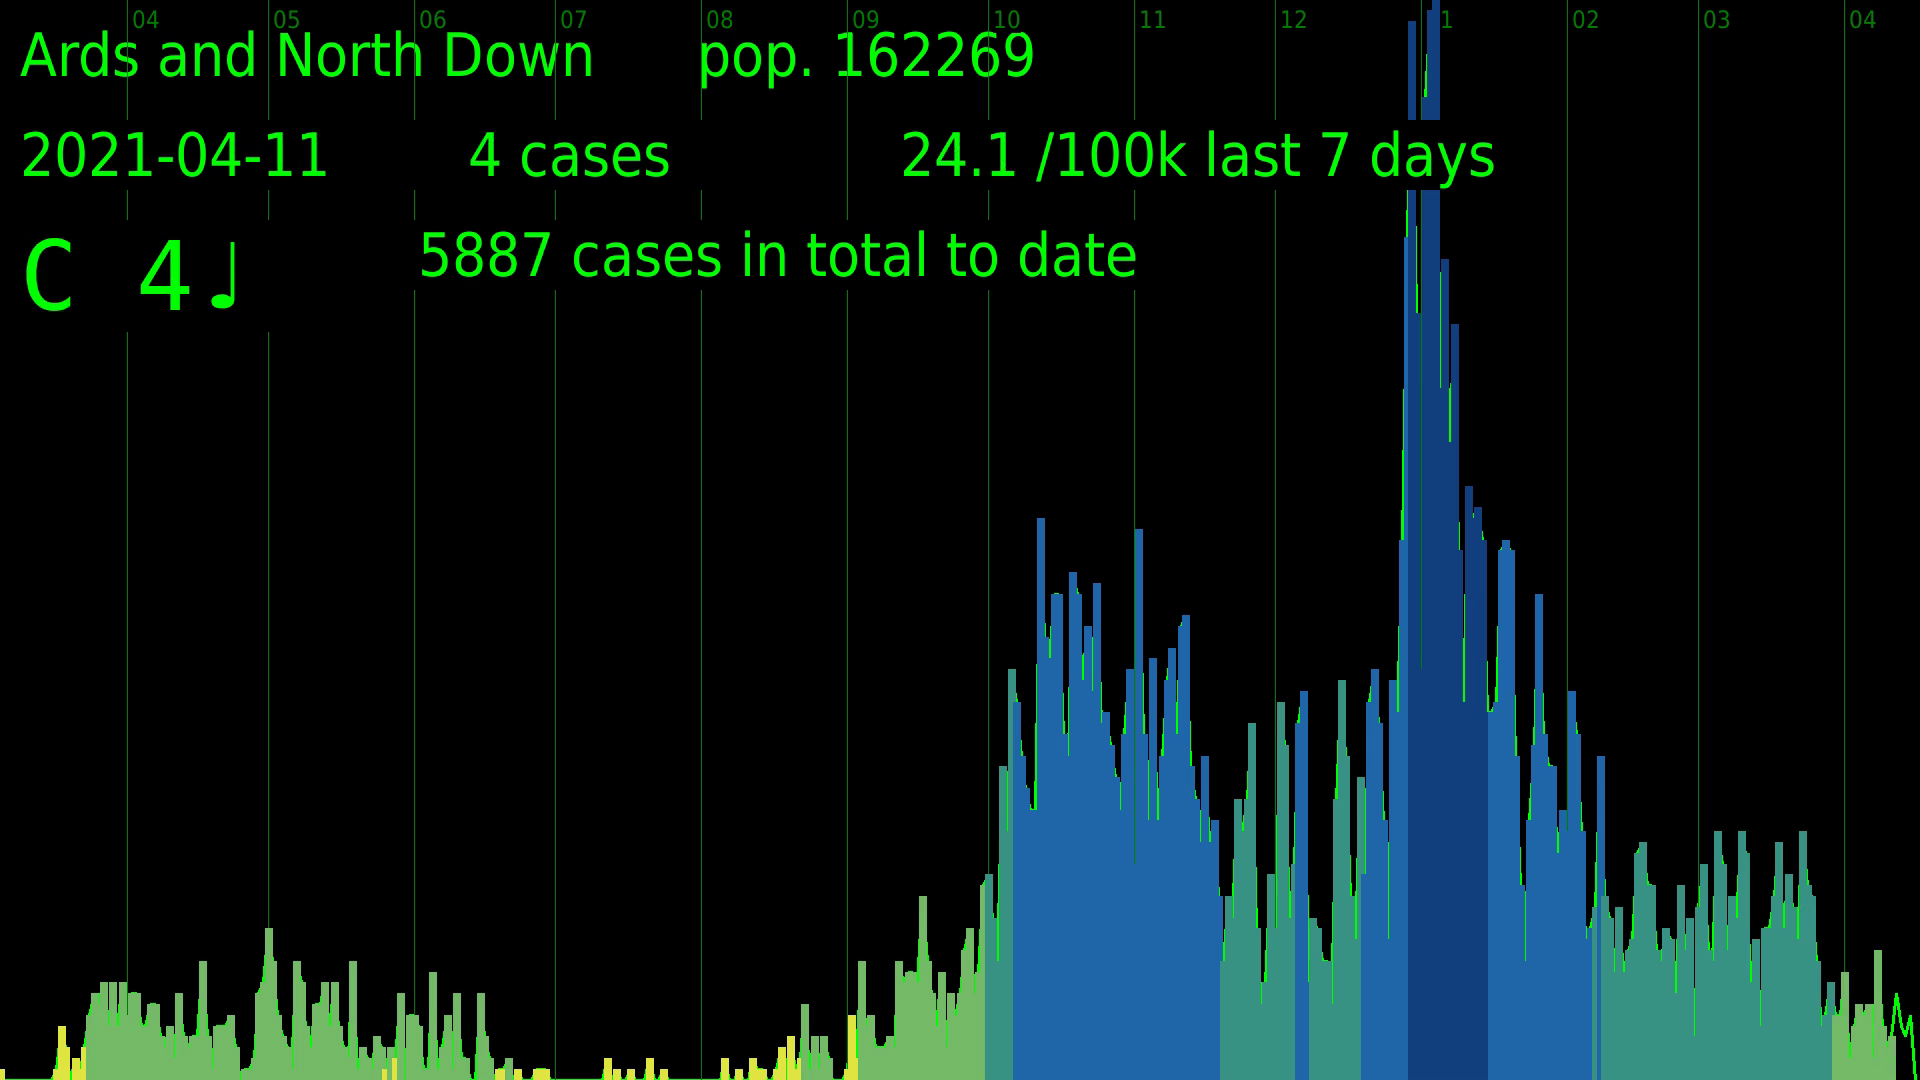 04 05 06 07 08 09 10 11 12 1 02 03 04
Ards and North Down pop. 162269
2021-04-11 4 cases 24.1 /100k last 7 days
C 4♩ 5887 cases in total to date